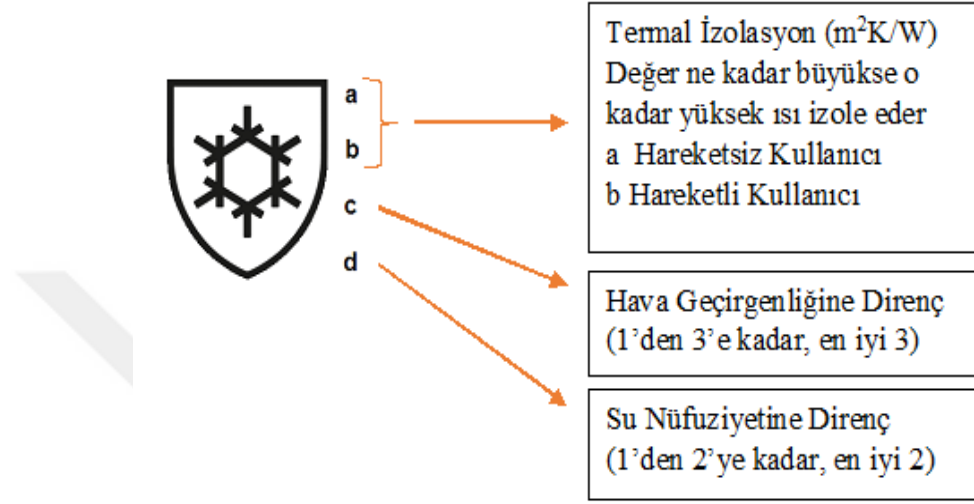 a
b
c
d
Termal İzolasyon (m²K/W)
Değer ne kadar büyükse o
kadar yüksek ısı izole eder
a Hareketsiz Kullanıcı
b Hareketli Kullanıcı
Hava Geçirgenliğine Direnç
(1’den 3’e kadar, en iyi 3)
Su Nüfuziyetine Direnç
(1’den 2’ye kadar, en iyi 2)